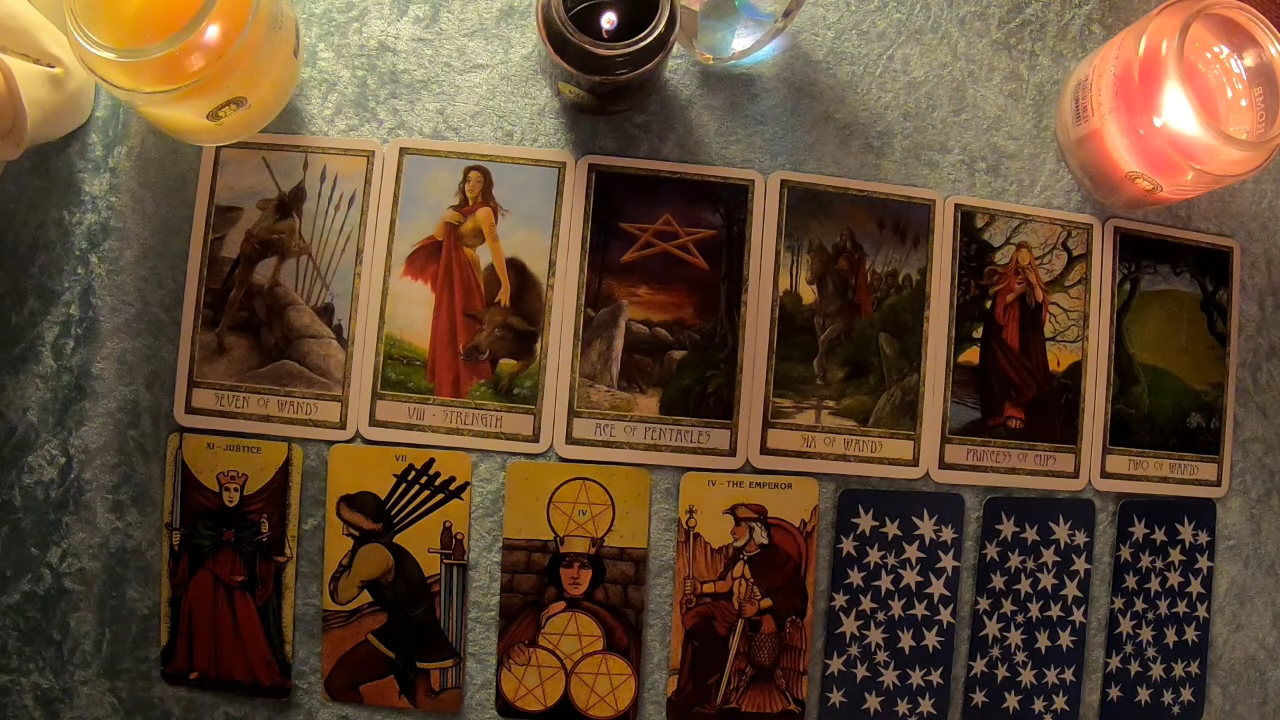 HOME
SEVEN OF WANDS
VIII · STRENGTH
ACE OF PENTACLES
SIX OF WANDS
PRINCESS OF CUPS
TWO OF WANDS
XI - JUSTICE
VII
IV
IV - THE EMPEROR